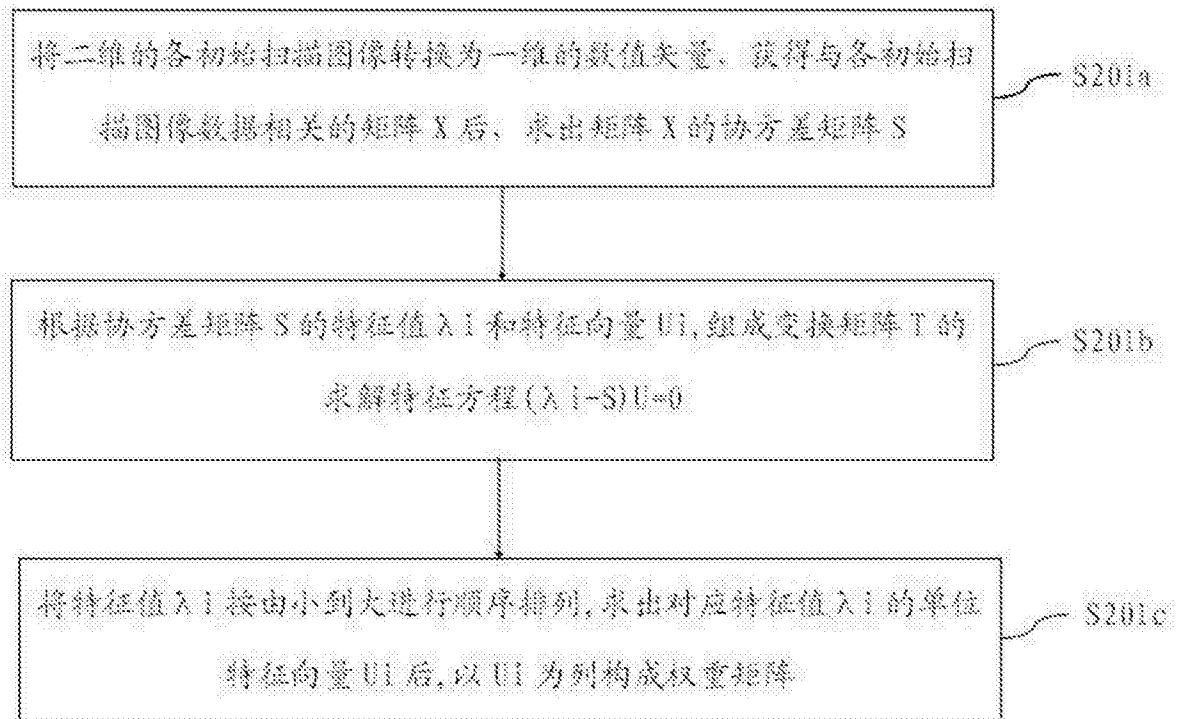 将二维的各初始扫描图像转换为一维的数值矢量、获得与各初始扫
描图像数据相关的矩阵X后、求出矩阵X的协方差矩阵S
S201a
根据协方差矩阵S的特征值λi和特征向量Ui,组成变换矩阵T的
求解特征方程(λi-S)U=0
S201b
将特征值λi按由小到大进行顺序排列,求出对应特征值λi的单位
特征向量Ui后,以Ui为列构成权重矩阵
S201c